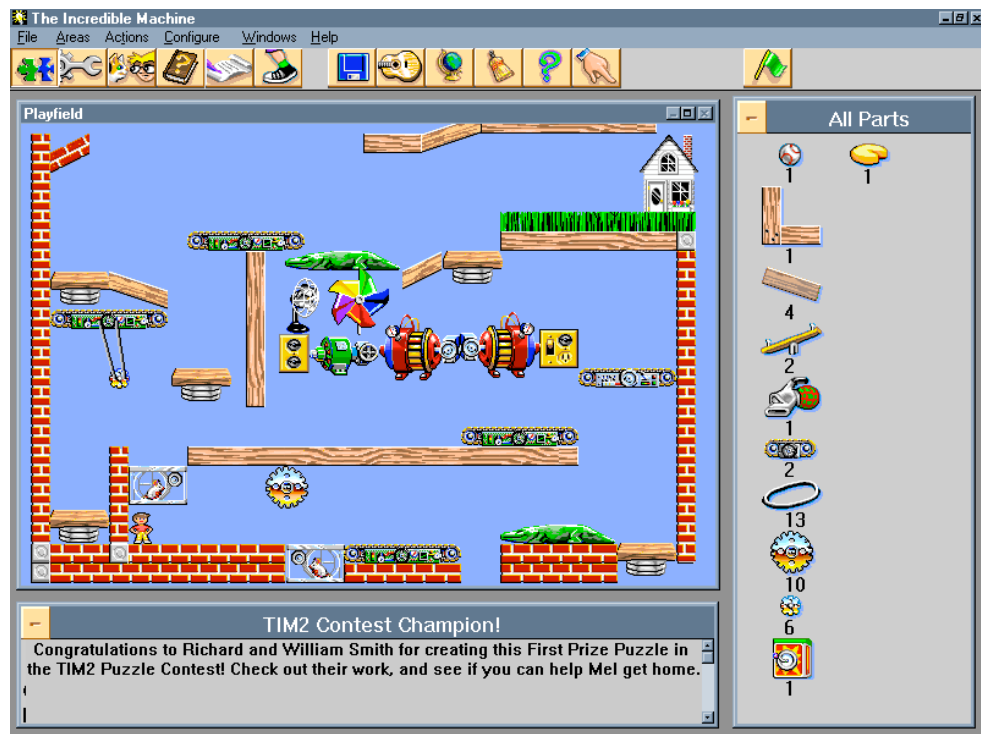 The Incredible Machine
File Areas Actions Configure Windows Help
Playfield
All Parts
1 1
1
4
2
1
2
13
10
6
1
TIM2 Contest Champion!
Congratulations to Richard and William Smith for creating this First Prize Puzzle in
the TIM2 Puzzle Contest! Check out their work, and see if you can help Mel get home.